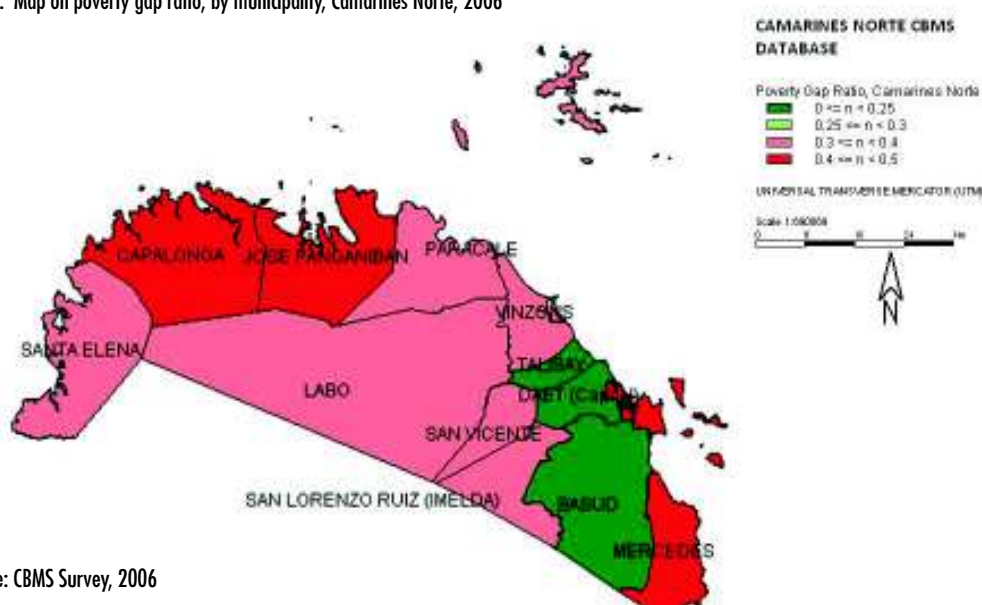 : Map on poverty gap ratio, by municipality, Camarines Norte, 2006
CAMARINES NORTE CBMS
DATABASE
Poverty Gap Ratio, Camarines Norte
0 <= n < 0.25
0.25 <= n < 0.3
0.3 <= n < 0.4
0.4 <= n < 0.5
UNIVERSAL TRANSVERSE MERCATOR (UTM
Scale
0
N
CAPALONGA
JOSE PANGANIBAN
PARACALE
VINZONS
SANTA ELENA
TALISAY
LABO
DAET (Capital)
SAN VICENTE
SAN LORENZO RUIZ (IMELDA)
BASUD
MERCEDES
e: CBMS Survey, 2006